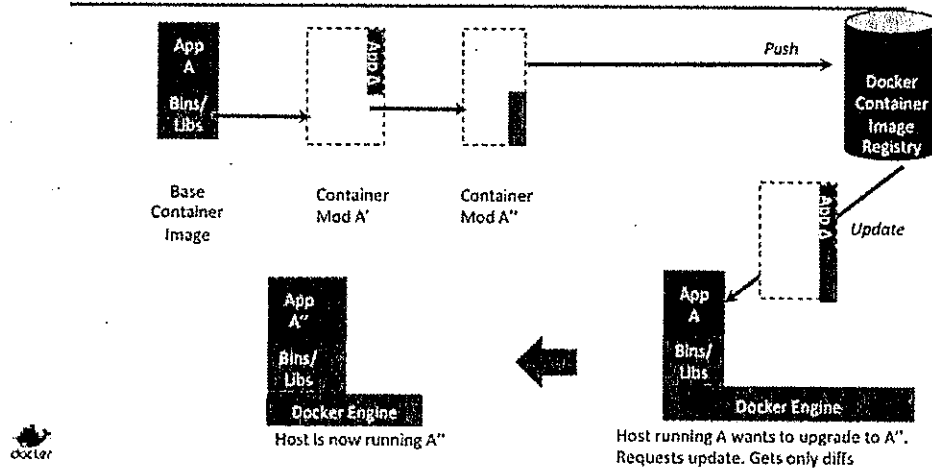 App
A
Bins/
Libs
Base
Container
Image
App A
Container
Mod A'
Container
Mod A''
Push
Docker
Container
Image
Registry
App A
Update
App
A''
Bins/
Libs
Docker Engine
Host is now running A''
App
A
Bins/
Libs
Docker Engine
Host running A wants to upgrade to A''.
Requests update. Gets only diffs
docker